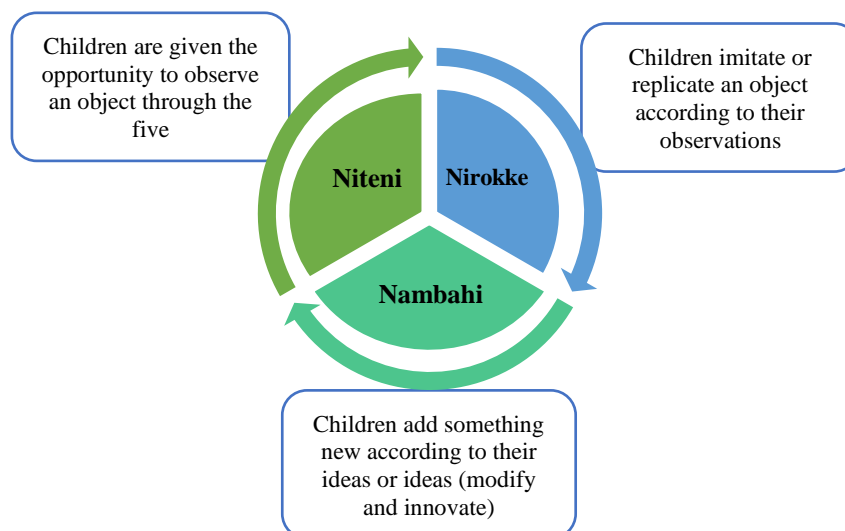 Children are given the
opportunity to observe
an object through the
five
Children imitate or
replicate an object
according to their
observations
Niteni
Nirokke
Nambahi
Children add something
new according to their
ideas or ideas (modify
and innovate)